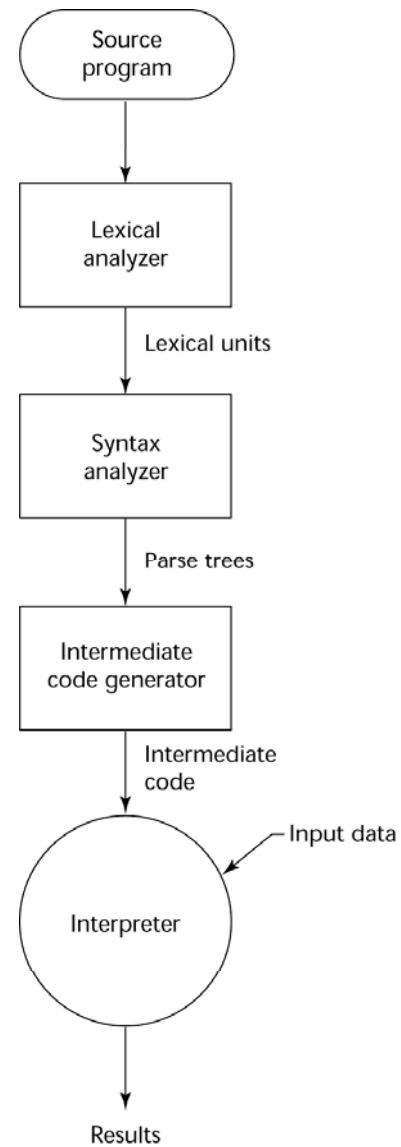 Source
program
Lexical
analyzer
Lexical units
Syntax
analyzer
Parse trees
Intermediate
code generator
Intermediate
code
Input data
Interpreter
Results